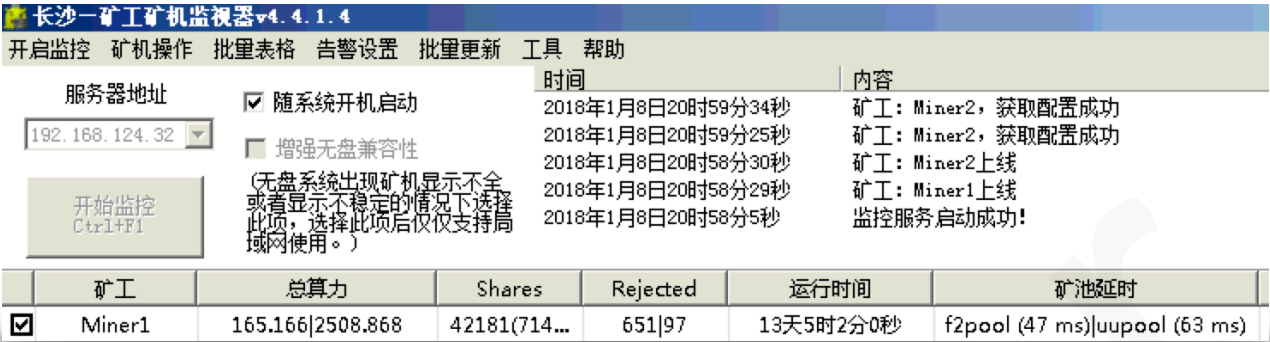 长沙一矿工矿机监视器v4.4.1.4
开启监控 矿机操作 批里表格 告警设置 批里更新 工具 帮助
服务器地址
192.168.124.32
开始监控
Ctrl+F1
随系统开机启动
增强无盘兼容性
(无盘系统出现矿机显示不全
或者显示不稳定的情况下选择
此项，选择此项后仅仅支持局
域网使用。)
时间 内容
2018年1月8日20时59分34秒 矿工: Miner2, 获取配置成功
2018年1月8日20时59分25秒 矿工: Miner2, 获取配置成功
2018年1月8日20时58分30秒 矿工: Miner2上线
2018年1月8日20时58分29秒 矿工: Miner1上线
2018年1月8日20时58分5秒 监控服务启动成功!
矿工 总算力 Shares Rejected 运行时间 矿池延时
Miner1 165.166|2508.868 42181(714... 651|97 13天5时2分0秒 f2pool (47 ms)|uupool (63 ms)